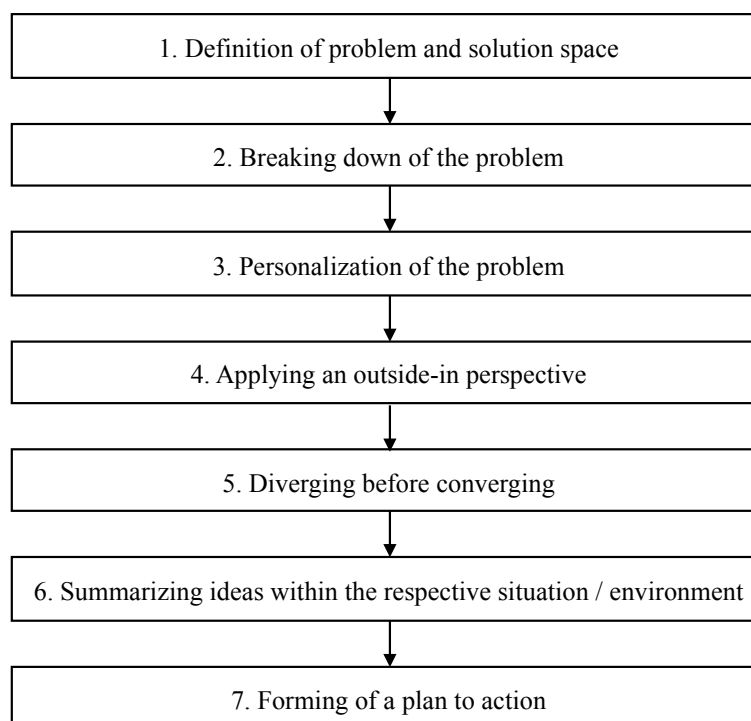 1. Definition of problem and solution space
2. Breaking down of the problem
3. Personalization of the problem
4. Applying an outside-in perspective
5. Diverging before converging
6. Summarizing ideas within the respective situation / environment
7. Forming of a plan to action